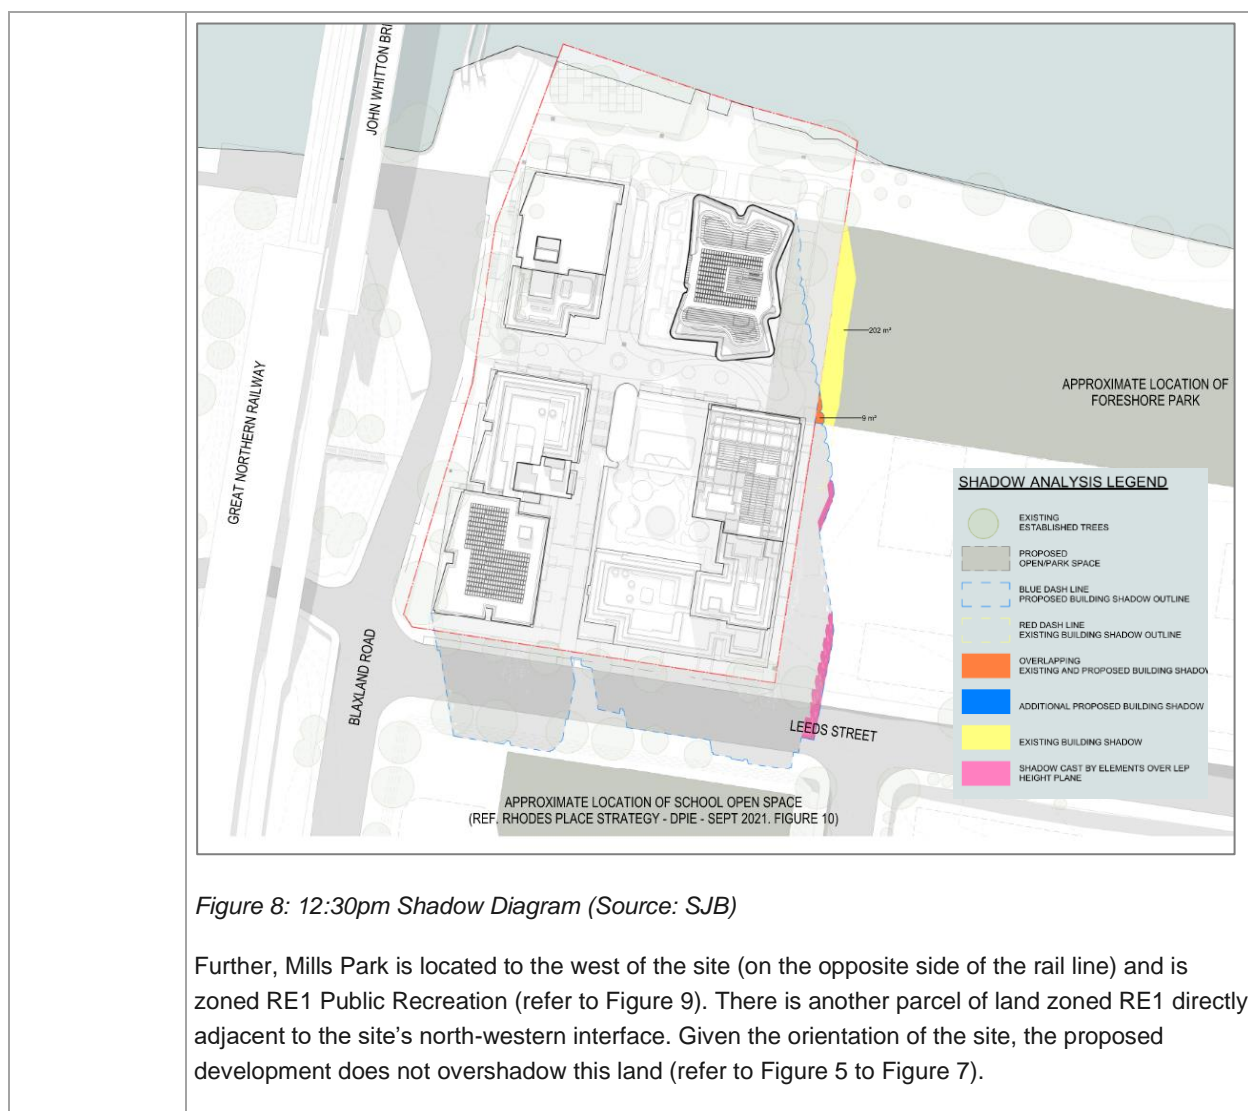 JOHN WHITTON BRI
GREAT NORTHERN RAILWAY
BLAXLAND ROAD
202 m²
9 m²
APPROXIMATE LOCATION OF
FORESHORE PARK
SHADOW ANALYSIS LEGEND
EXISTING
ESTABLISHED TREES
PROPOSED
OPEN/PARK SPACE
BLUE DASH LINE
PROPOSED BUILDING SHADOW OUTLINE
RED DASH LINE
EXISTING BUILDING SHADOW OUTLINE
OVERLAPPING
EXISTING AND PROPOSED BUILDING SHADOW
ADDITIONAL PROPOSED BUILDING SHADOW
EXISTING BUILDING SHADOW
SHADOW CAST BY ELEMENTS OVER LEP
HEIGHT PLANE
LEEDS STREET
APPROXIMATE LOCATION OF SCHOOL OPEN SPACE
(REF. RHODES PLACE STRATEGY - DPIE - SEPT 2021. FIGURE 10)
Figure 8: 12:30pm Shadow Diagram (Source: SJB)
Further, Mills Park is located to the west of the site (on the opposite side of the rail line) and is
zoned RE1 Public Recreation (refer to Figure 9). There is another parcel of land zoned RE1 directly
adjacent to the site's north-western interface. Given the orientation of the site, the proposed
development does not overshadow this land (refer to Figure 5 to Figure 7).